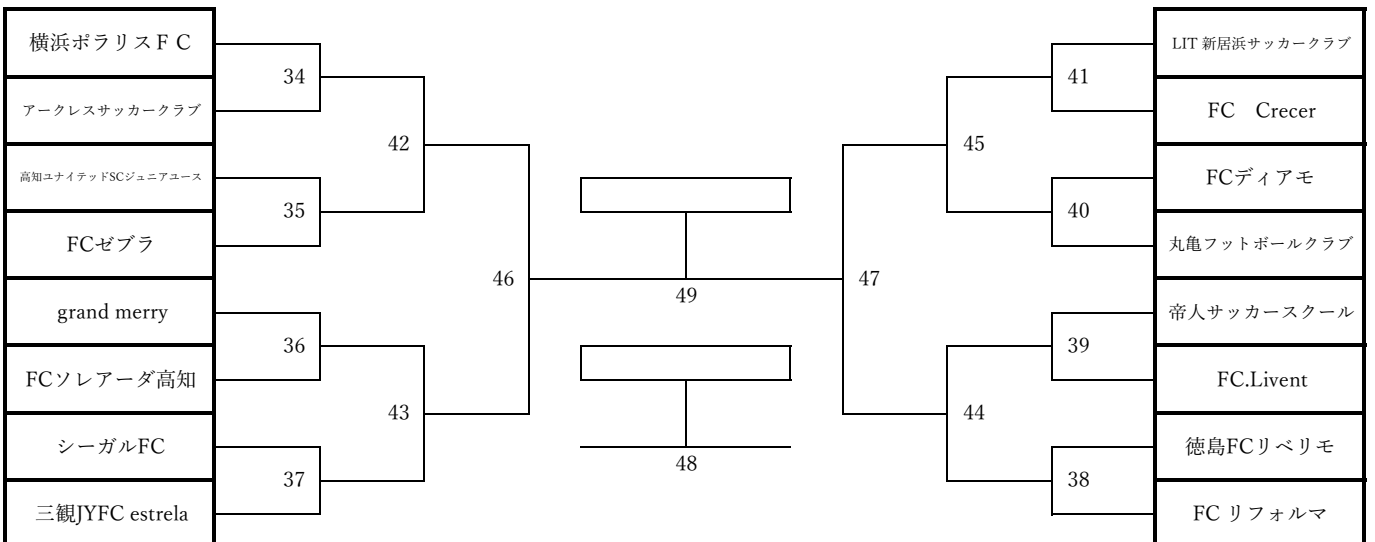 横浜ポラリスＦＣ
アークレスサッカークラブ
高知ユナイテッドSCジュニアユース
FCゼブラ
grand merry
FCソレアーダ高知
シーガルFC
三観JYFC estrela
34
35
36
37
42
43
46
49
48
47
45
44
41
40
39
38
LIT 新居浜サッカークラブ
FC　Crecer
FCディアモ
丸亀フットボールクラブ
帝人サッカースクール
FC.Livent
徳島FCリベリモ
FC リフォルマ